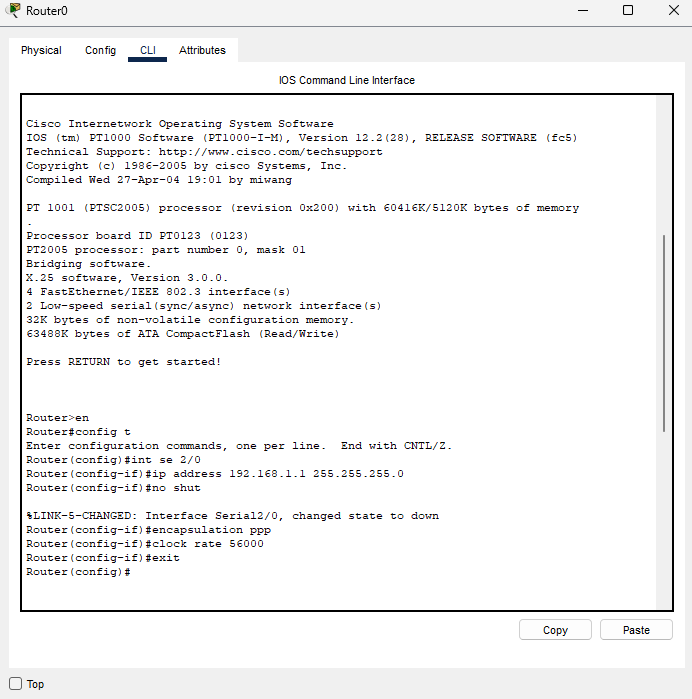 Router0
Physical Config CLI Attributes
IOS Command Line Interface
Cisco Internetwork Operating System Software
IOS (tm) PT1000 Software (PT1000-I-M), Version 12.2(28), RELEASE SOFTWARE (fc5)
Technical Support: http://www.cisco.com/techsupport
Copyright (c) 1986-2005 by cisco Systems, Inc.
Compiled Wed 27-Apr-04 19:01 by miwang
PT 1001 (PTSC2005) processor (revision 0x200) with 60416K/5120K bytes of memory
.
Processor board ID PT0123 (0123)
PT2005 processor: part number 0, mask 01
Bridging software.
X.25 software, Version 3.0.0.
4 FastEthernet/IEEE 802.3 interface(s)
2 Low-speed serial(sync/async) network interface(s)
32K bytes of non-volatile configuration memory.
63488K bytes of ATA CompactFlash (Read/Write)
Press RETURN to get started!
Router>en
Router#config t
Enter configuration commands, one per line.  End with CNTL/Z.
Router(config)#int se 2/0
Router(config-if)#ip address 192.168.1.1 255.255.255.0
Router(config-if)#no shut
%LINK-5-CHANGED: Interface Serial2/0, changed state to down
Router(config-if)#encapsulation ppp
Router(config-if)#clock rate 56000
Router(config-if)#exit
Router(config)#
Copy Paste
Top